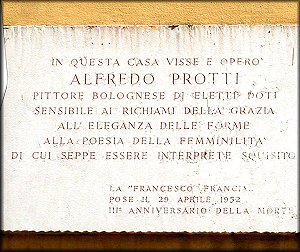 IN QUESTA CASA VISSE E OPERÒ
ALFREDO PROTTI
PITTORE BOLOGNESE DI ELETTE DOTI
SENSIBILE AI RICHIAMI DELLA GRAZIA
ALL'ELEGANZA DELLE FORME
ALLA POESIA DELLA FEMMINILITÀ
DI CUI SEPPE ESSERE INTERPRETE SQUISITO
LA "FRANCESCO FRANCIA"
POSE IL 29 APRILE 1952
III° ANNIVERSARIO DELLA MORTE